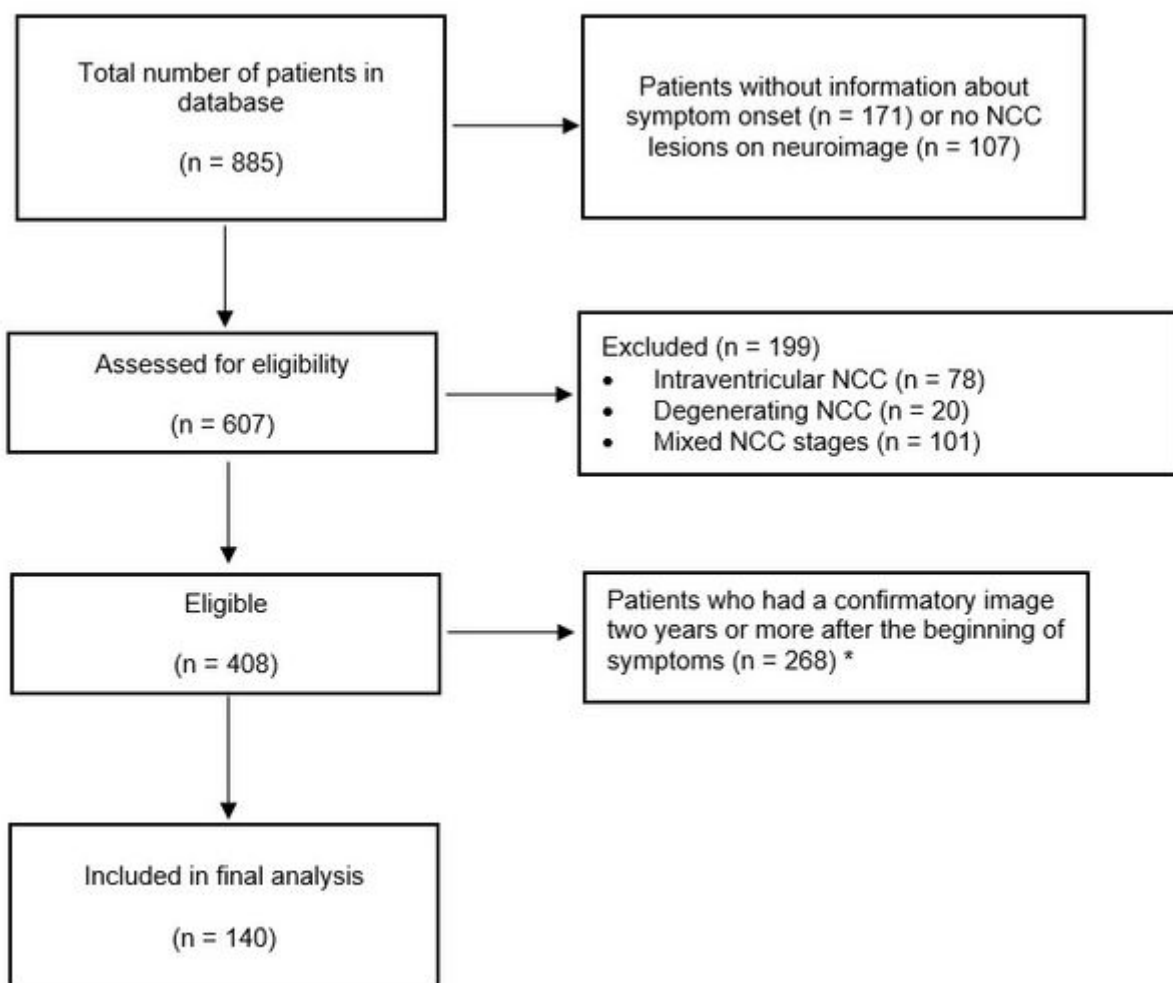 Total number of patients in
database
(n = 885)
Patients without information about
symptom onset (n = 171) or no NCC
lesions on neuroimage (n = 107)
Assessed for eligibility
(n = 607)
Excluded (n = 199)
• Intraventricular NCC (n = 78)
• Degenerating NCC (n = 20)
• Mixed NCC stages (n = 101)
Eligible
(n = 408)
Patients who had a confirmatory image
two years or more after the beginning of
symptoms (n = 268) *
Included in final analysis
(n = 140)